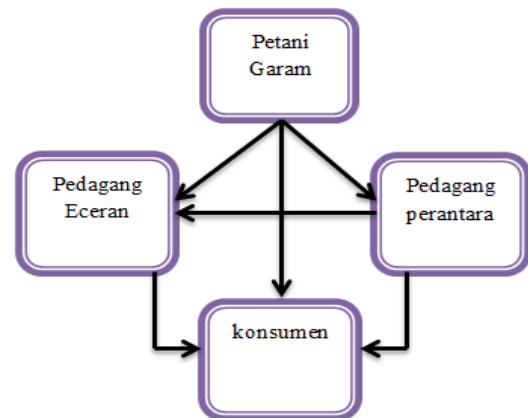 Petani
Garam
Pedagang
Eceran
Pedagang
perantara
konsumen